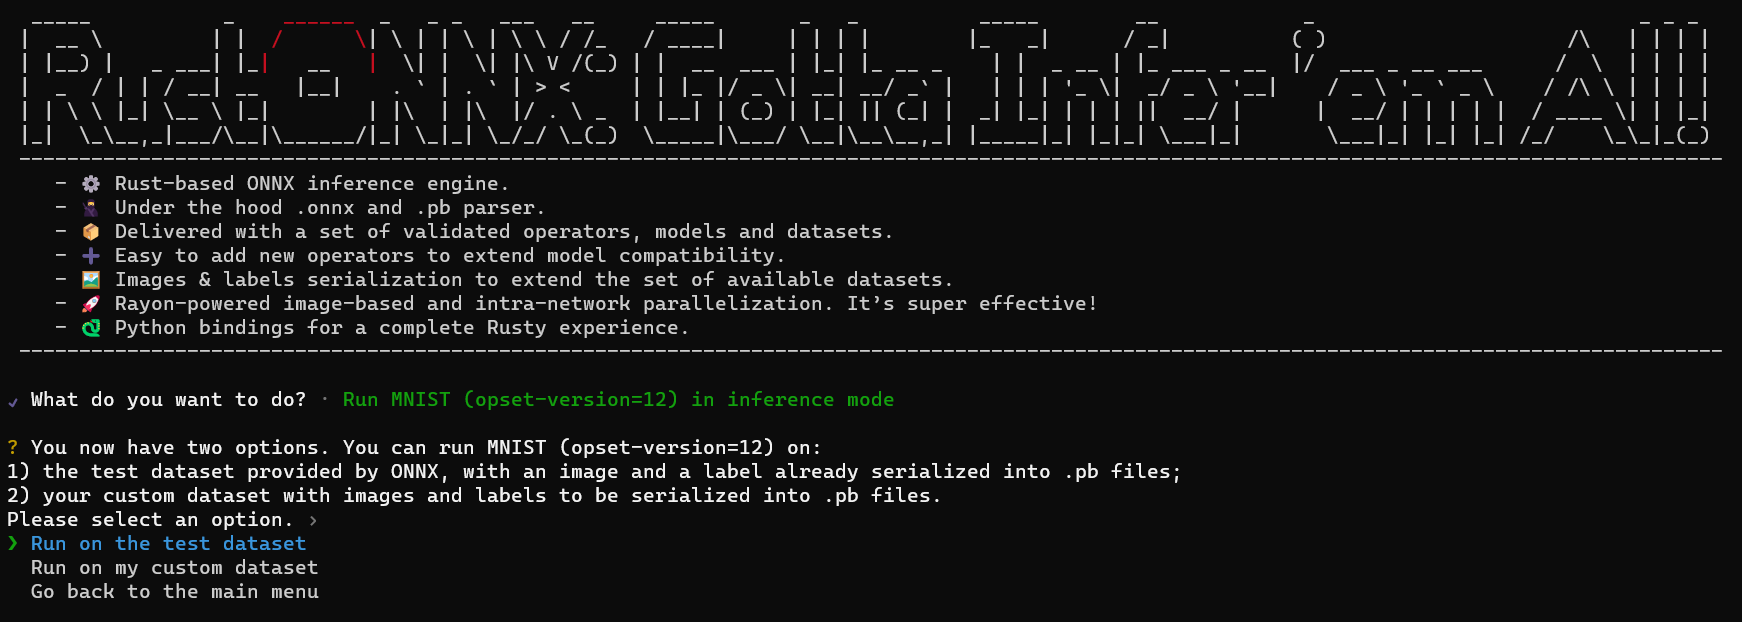 RustONNX: Gotta Infer 'em All!
- Rust-based ONNX inference engine.
- Under the hood .onnx and .pb parser.
- Delivered with a set of validated operators, models and datasets.
- Easy to add new operators to extend model compatibility.
- Images & labels serialization to extend the set of available datasets.
- Rayon-powered image-based and intra-network parallelization. It’s super effective!
- Python bindings for a complete Rusty experience.
✔ What do you want to do? · Run MNIST (opset-version=12) in inference mode
? You now have two options. You can run MNIST (opset-version=12) on:
1) the test dataset provided by ONNX, with an image and a label already serialized into .pb files;
2) your custom dataset with images and labels to be serialized into .pb files.
Please select an option. ›
❯ Run on the test dataset
Run on my custom dataset
Go back to the main menu